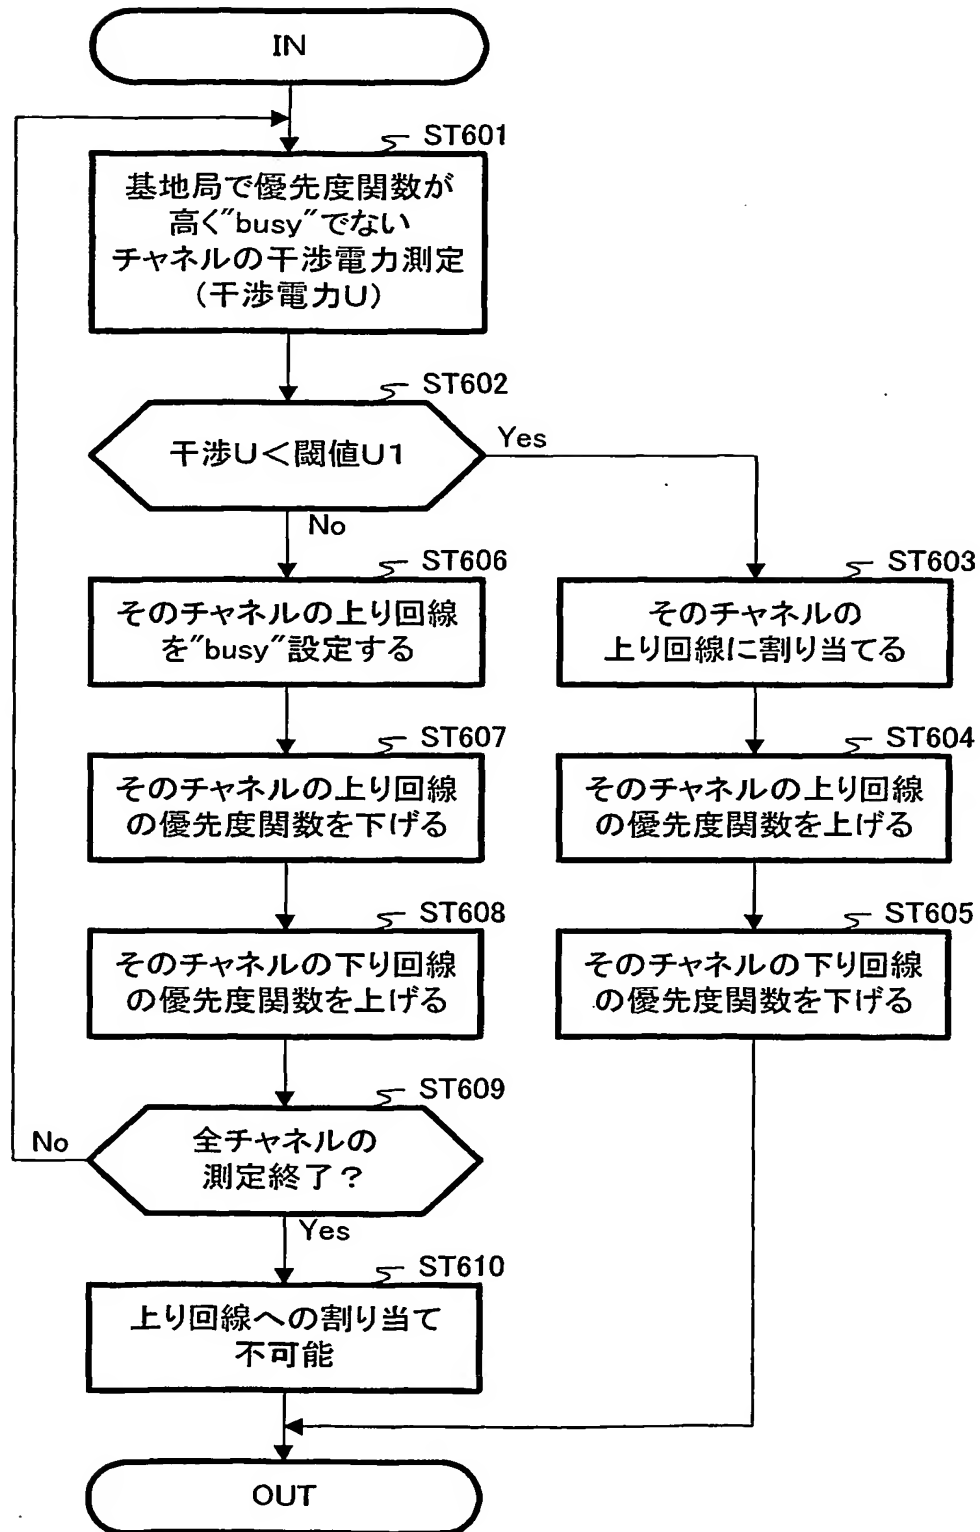 IN
ST601
基地局で優先度関数が
高く"busy"でない
チャネルの干渉電力測定
(干渉電力U)
ST602
干渉U<閾値U1
Yes
No
ST606
そのチャネルの上り回線
を"busy"設定する
ST603
そのチャネルの
上り回線に割り当てる
ST607
そのチャネルの上り回線
の優先度関数を下げる
ST604
そのチャネルの上り回線
の優先度関数を上げる
ST608
そのチャネルの下り回線
の優先度関数を上げる
ST605
そのチャネルの下り回線
の優先度関数を下げる
ST609
全チャネルの
測定終了?
No
Yes
ST610
上り回線への割り当て
不可能
OUT